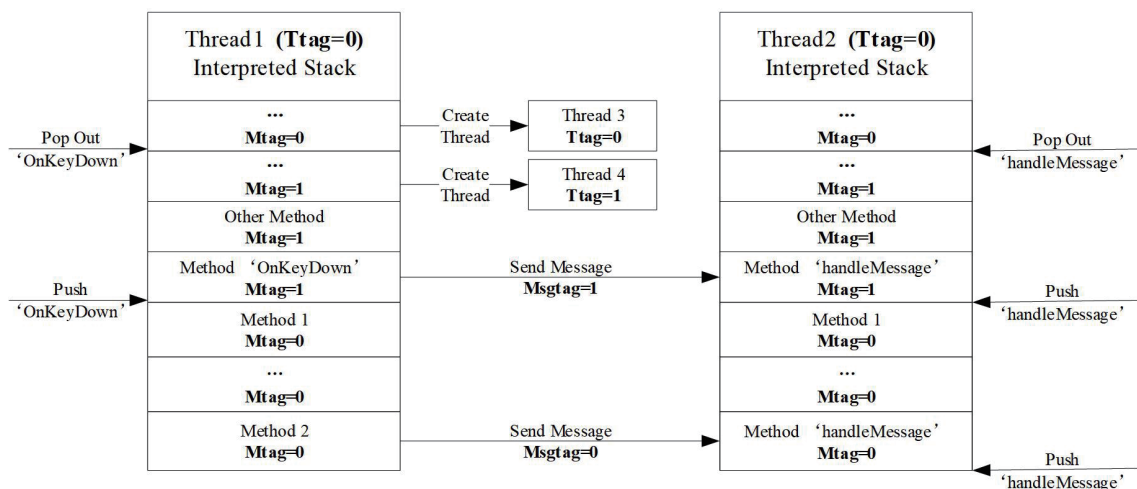 Thread1 (Ttag=0)
Interpreted Stack
...
Mtag=0
...
Mtag=1
Other Method
Mtag=1
Method ‘OnKeyDown’
Mtag=1
Method 1
Mtag=0
...
Mtag=0
Method 2
Mtag=0
Pop Out
‘OnKeyDown’
Push
‘OnKeyDown’
Create
Thread
Thread 3
Ttag=0
Create
Thread
Thread 4
Ttag=1
Send Message
Msgtag=1
Send Message
Msgtag=0
Thread2 (Ttag=0)
Interpreted Stack
...
Mtag=0
...
Mtag=1
Other Method
Mtag=1
Method ‘handleMessage’
Mtag=1
Method 1
Mtag=0
...
Mtag=0
Method ‘handleMessage’
Mtag=0
Pop Out
‘handleMessage’
Push
‘handleMessage’
Push
‘handleMessage’